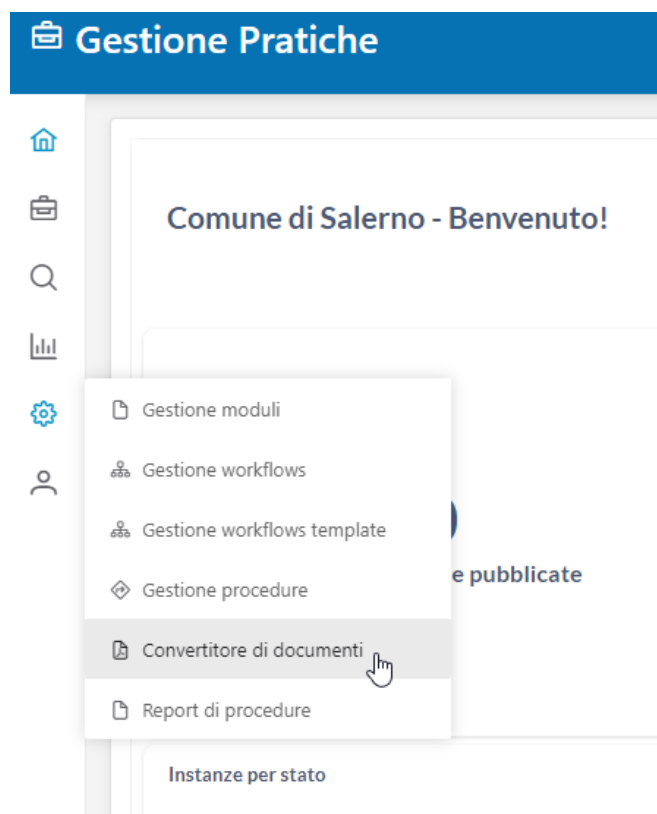 Gestione Pratiche
Comune di Salerno - Benvenuto!
Gestione moduli
Gestione workflows
Gestione workflows template
e pubblicate
Gestione procedure
Convertitore di documenti
Report di procedure
Instanze per stato